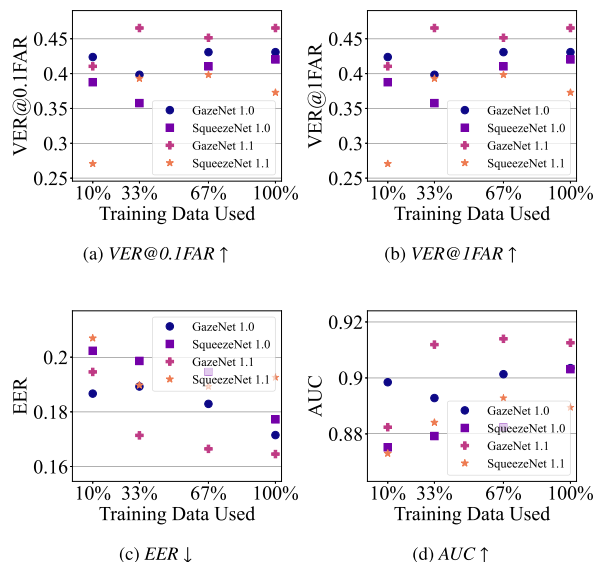 VER@0.1FAR
0.45
0.4
0.35
0.3
0.25
GazeNet 1.0
SqueezeNet 1.0
GazeNet 1.1
SqueezeNet 1.1
10% 33% 67% 100%
Training Data Used
(a) VER@0.1FAR ↑
VER@1FAR
0.45
0.4
0.35
0.3
0.25
GazeNet 1.0
SqueezeNet 1.0
GazeNet 1.1
SqueezeNet 1.1
10% 33% 67% 100%
Training Data Used
(b) VER@1FAR ↑
EER
0.2
0.18
0.16
GazeNet 1.0
SqueezeNet 1.0
GazeNet 1.1
SqueezeNet 1.1
10% 33% 67% 100%
Training Data Used
(c) EER ↓
AUC
0.92
0.9
0.88
GazeNet 1.0
SqueezeNet 1.0
GazeNet 1.1
SqueezeNet 1.1
10% 33% 67% 100%
Training Data Used
(d) AUC ↑